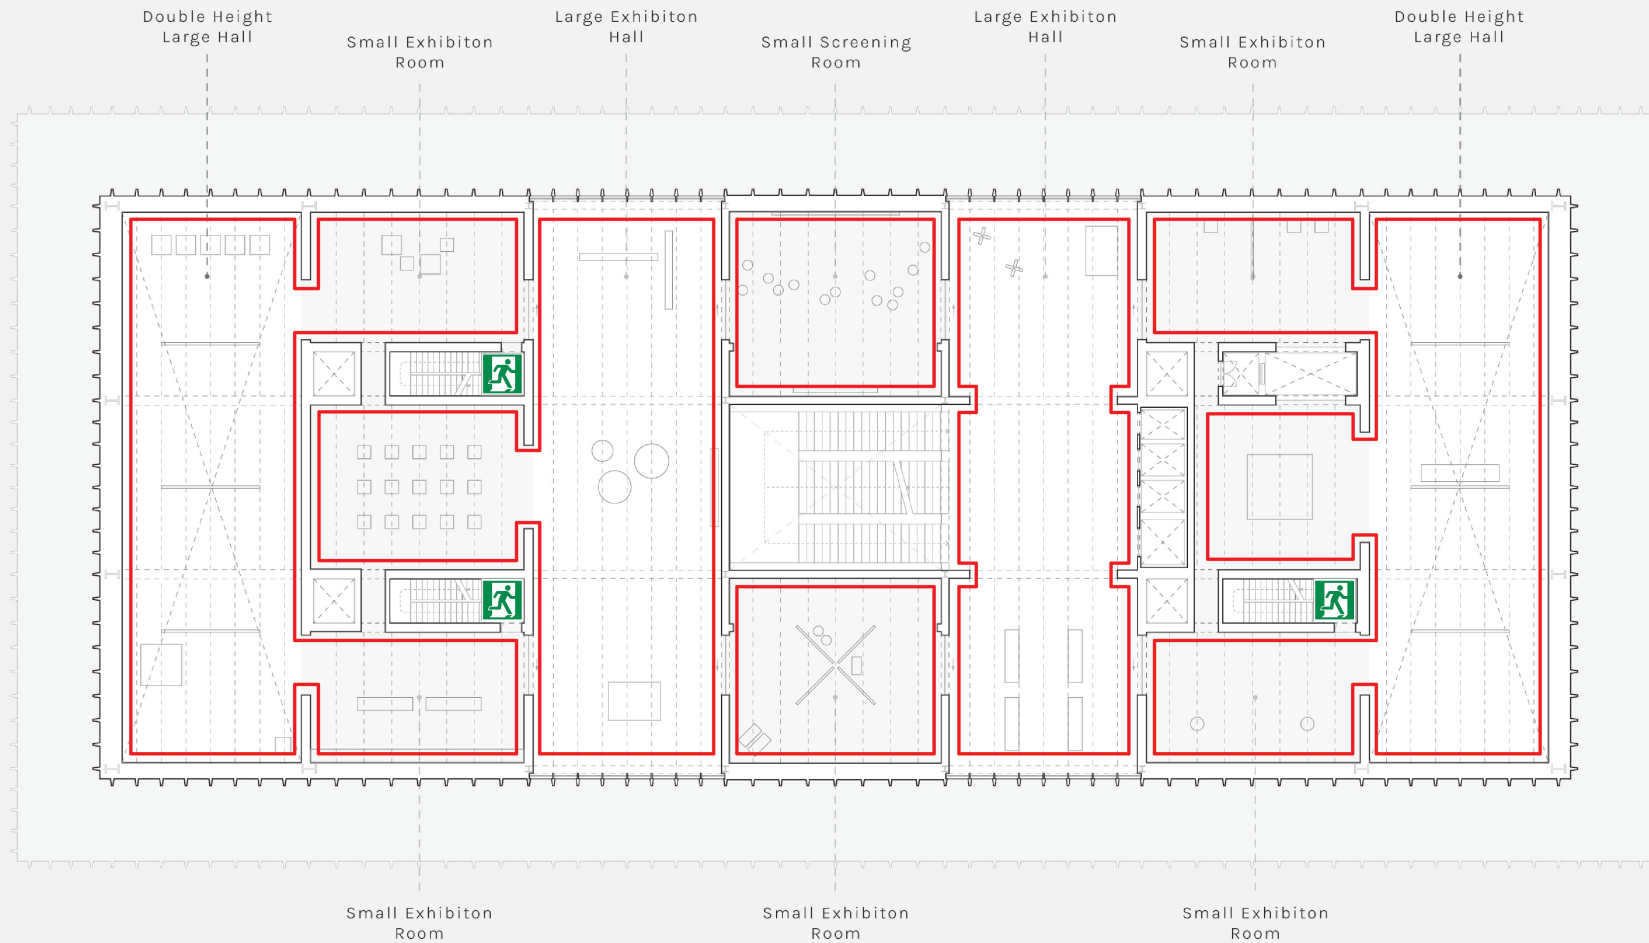 Double Height
Large Hall
Small Exhibiton
Room
Large Exhibiton
Hall
Small Screening
Room
Large Exhibiton
Hall
Small Exhibiton
Room
Double Height
Large Hall
Small Exhibiton
Room
Small Exhibiton
Room
Small Exhibiton
Room